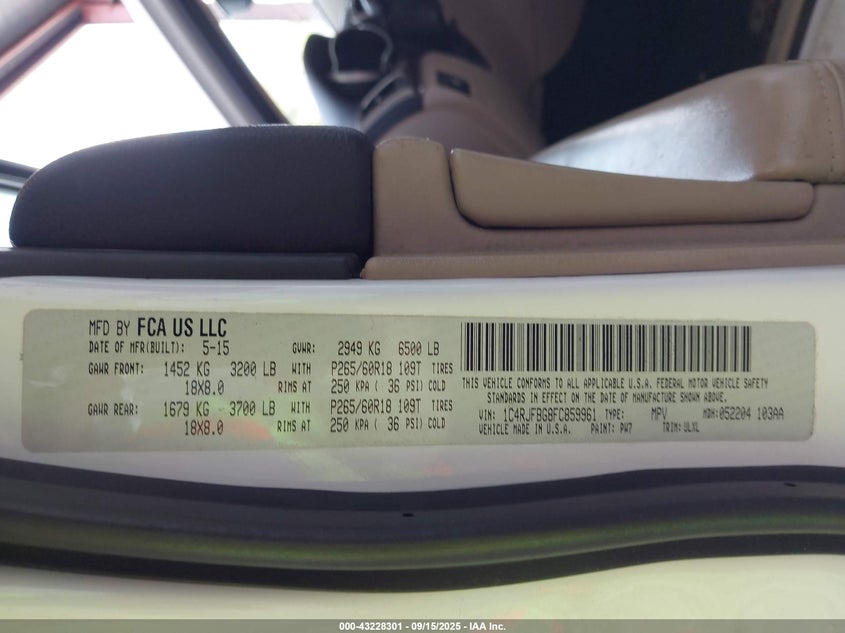 MFD BY FCA US LLC
DATE OF MFR(BUILT): 5-15 GVWR: 2949 KG 6500 LB
GAWR FRONT: 1452 KG 3200 LB WITH P265/60R18 109T TIRES
18X8.0 RIMS AT 250 KPA ( 36 PSI) COLD
GAWR REAR: 1679 KG - 3700 LB WITH P265/60R18 109T TIRES
18X8.0 RIMS AT 250 KPA ( 36 PSI) COLD
THIS VEHICLE CONFORMS TO ALL APPLICABLE U.S.A. FEDERAL MOTOR VEHICLE SAFETY
STANDARDS IN EFFECT ON THE DATE OF MANUFACTURE SHOWN ABOVE.
VIN: 1C4RJFBG8FC859961 TYPE: MPV MDH:052204 103AA
VEHICLE MADE IN U.S.A. PAINT: PW7 TRIM:ULXL
000-43228301 - 09/15/2025 - IAA Inc.